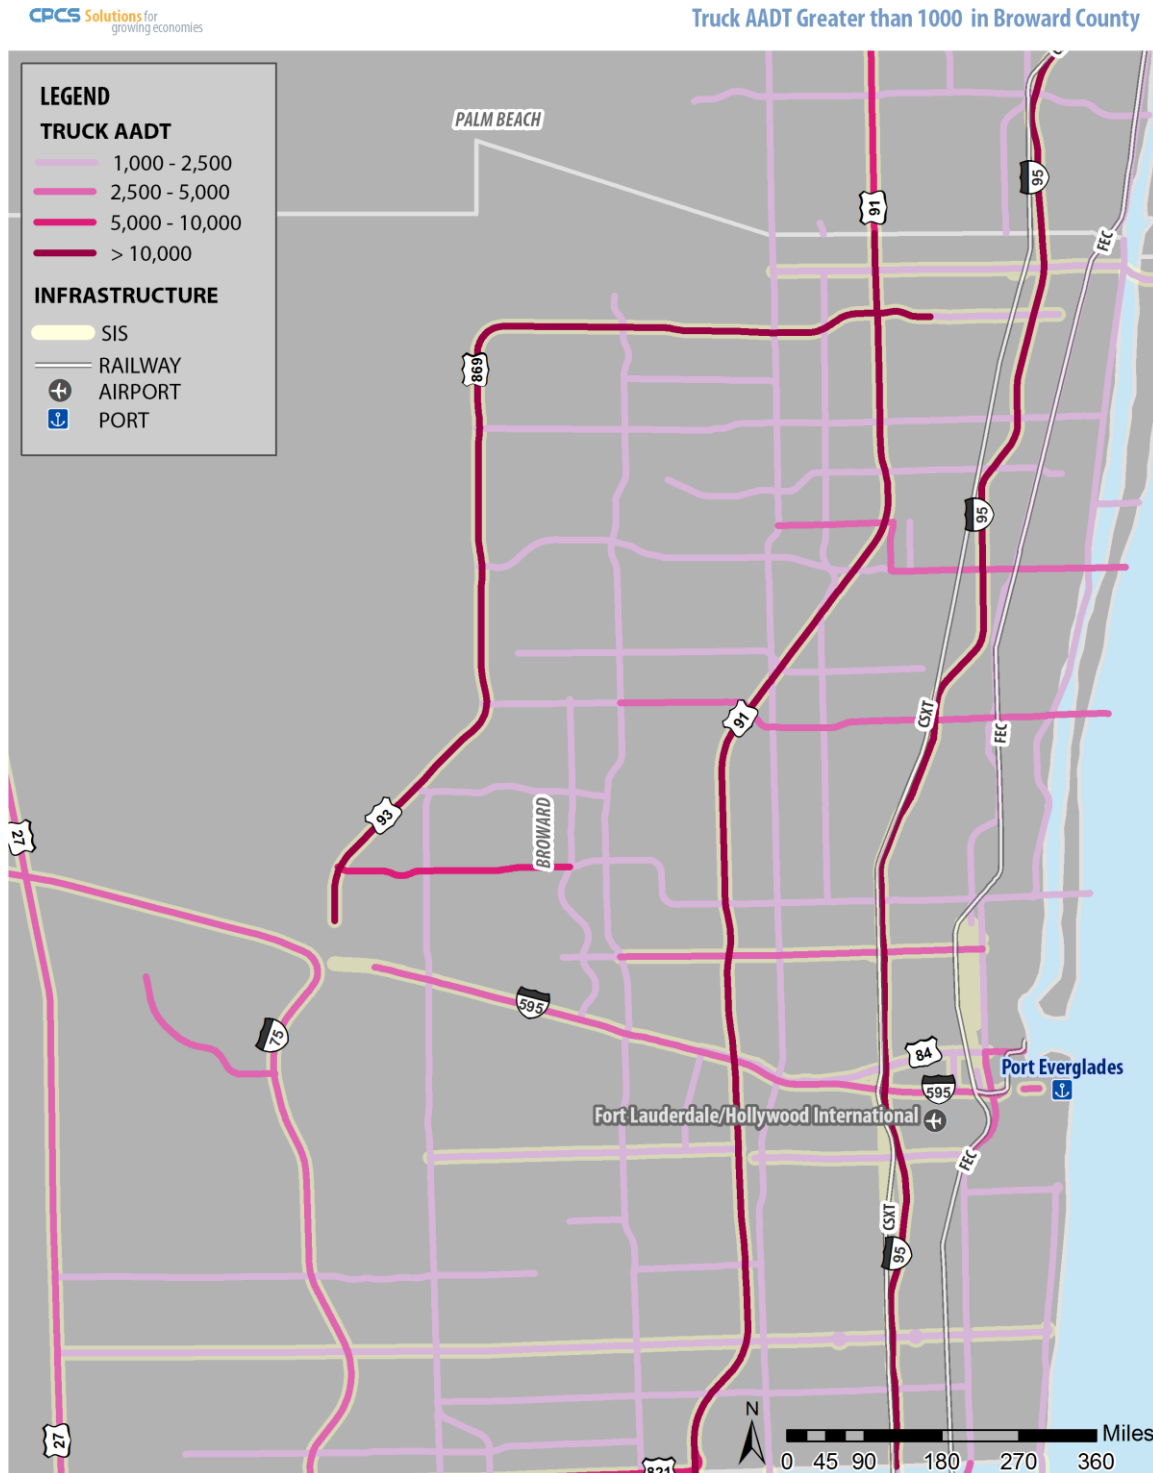 CPCS Solutions for
growing economies
Truck AADT Greater than 1000 in Broward County
LEGEND
TRUCK AADT
1,000 - 2,500
2,500 - 5,000
5,000 - 10,000
> 10,000
INFRASTRUCTURE
SIS
RAILWAY
AIRPORT
PORT
PALM BEACH
95
91
FEC
869
95
91
CSXT
FEC
93
BROWARD
27
595
75
84
Port Everglades
595
Fort Lauderdale/Hollywood International
FEC
CSXT
95
N
27
Miles
821
0 45 90 180 270 360